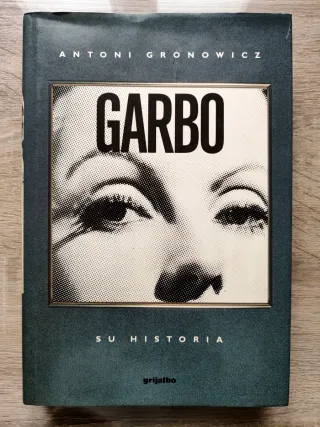 ANTONI GRONOWICZ
GARBO
SU HISTORIA
grijalbo